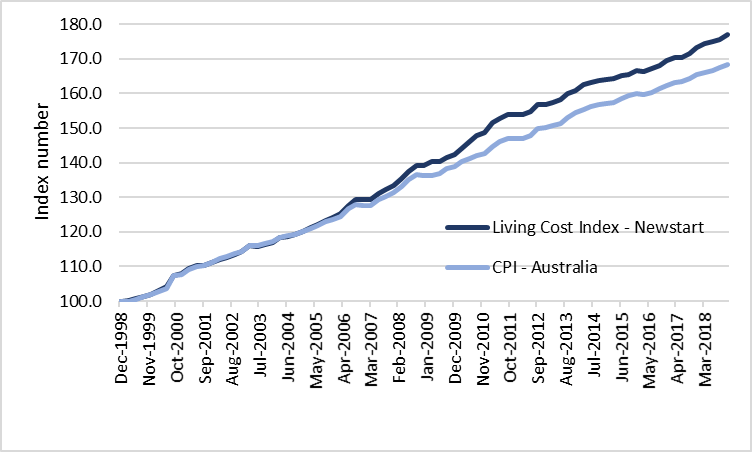 180.0
170.0
160.0
150.0
140.0
130.0
120.0
110.0
100.0
Index number
Living Cost Index - Newstart
CPI - Australia
Dec-1998
Nov-1999
Oct-2000
Sep-2001
Aug-2002
Jul-2003
Jun-2004
May-2005
Apr-2006
Mar-2007
Feb-2008
Jan-2009
Dec-2009
Nov-2010
Oct-2011
Sep-2012
Aug-2013
Jul-2014
Jun-2015
May-2016
Apr-2017
Mar-2018